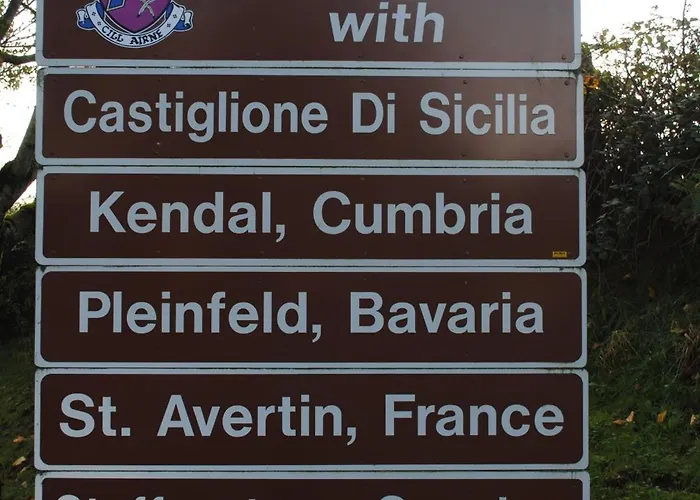 CILL AIRNE
with
Castiglione Di Sicilia
Kendal, Cumbria
Pleinfeld, Bavaria
St. Avertin, France